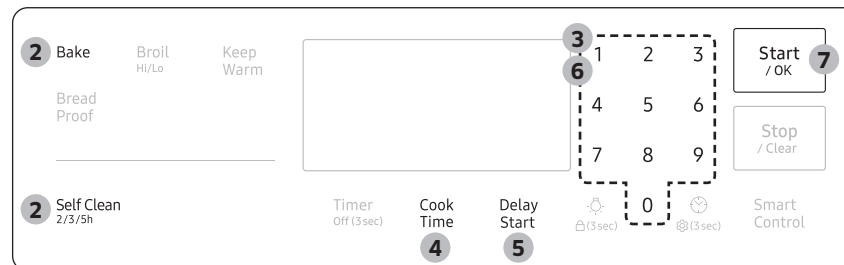 2 Bake Broil Keep
Hi/Lo Warm
Bread
Proof
2 Self Clean
2/3/5h
Timer
Off (3 sec)
Cook
Time
4
Delay
Start
5
3
6
1 2 3
4 5 6
7 8 9
0
(3 sec)
(3 sec)
Start
/ OK
7
Stop
/ Clear
Smart
Control